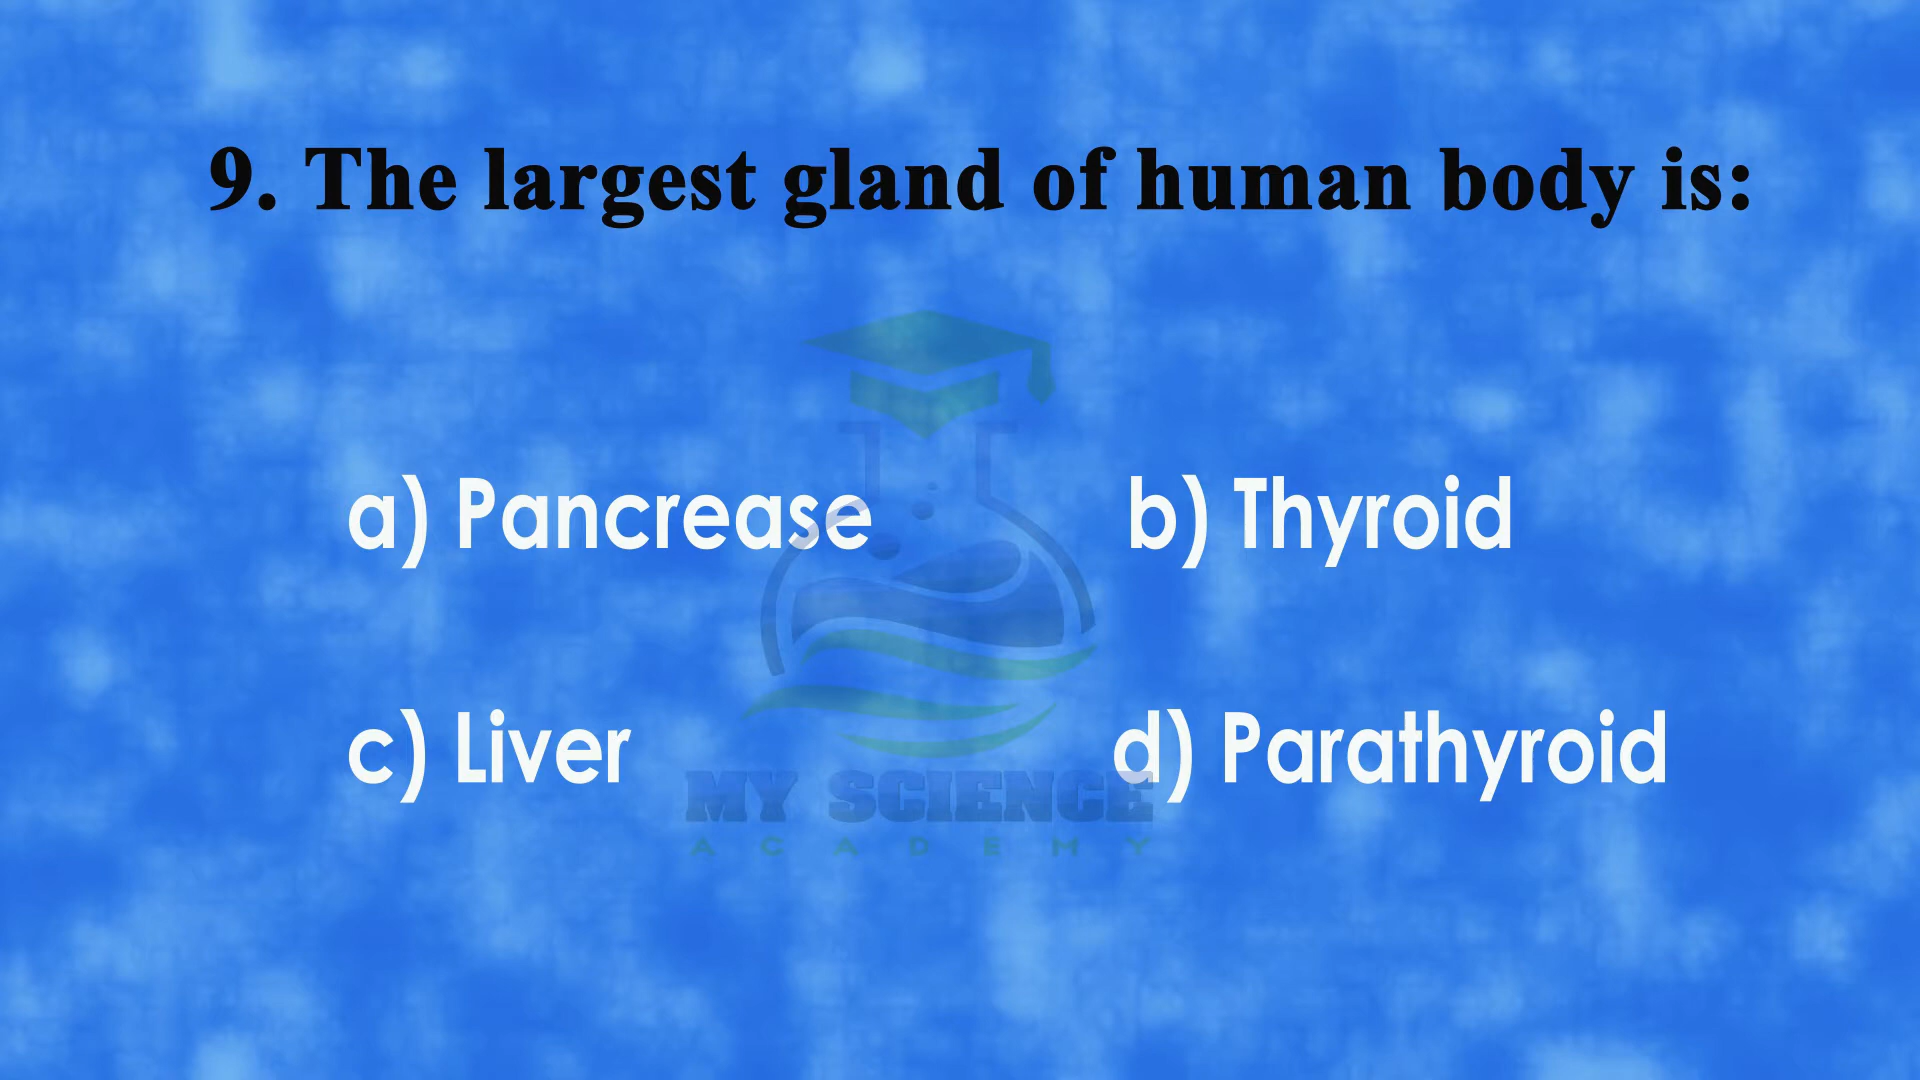 9. The largest gland of human body is:
a) Pancrease b) Thyroid
c) Liver d) Parathyroid
MY SCIENCE
ACADEMY